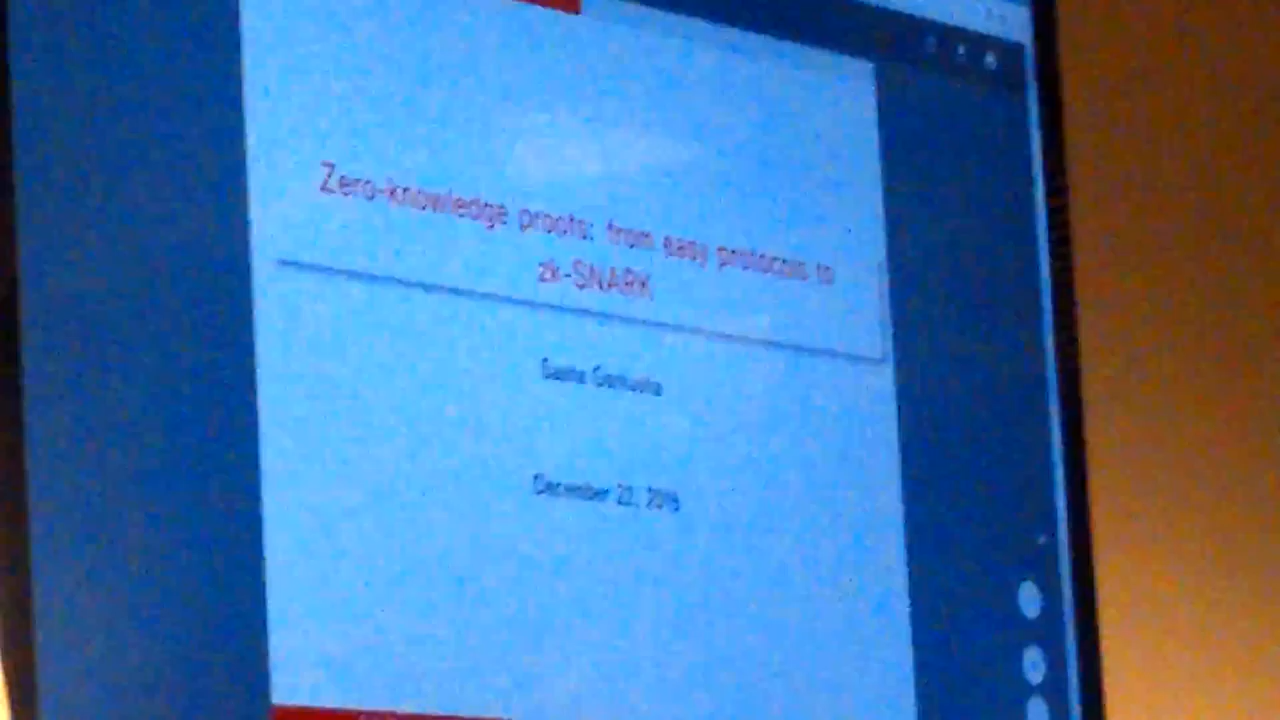 Zero-knowledge proofs: from easy protocols to
zk-SNARK
December 22,